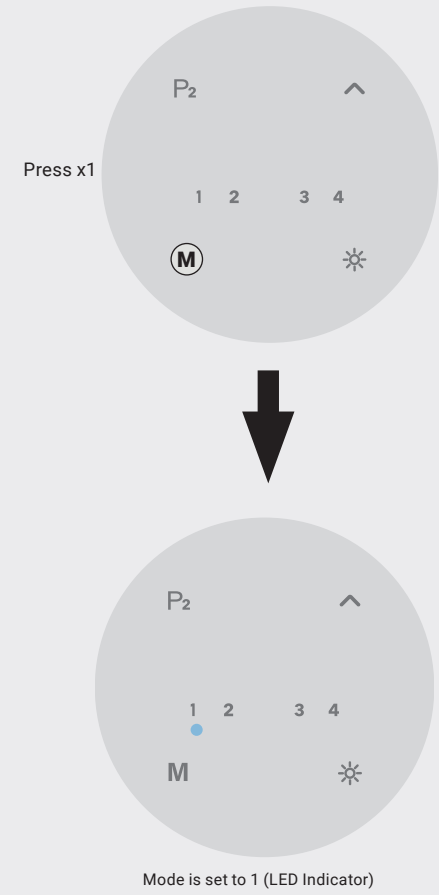 P2
Press x1
1 2 3 4
M
P2
1 2 3 4
M
Mode is set to 1 (LED Indicator)